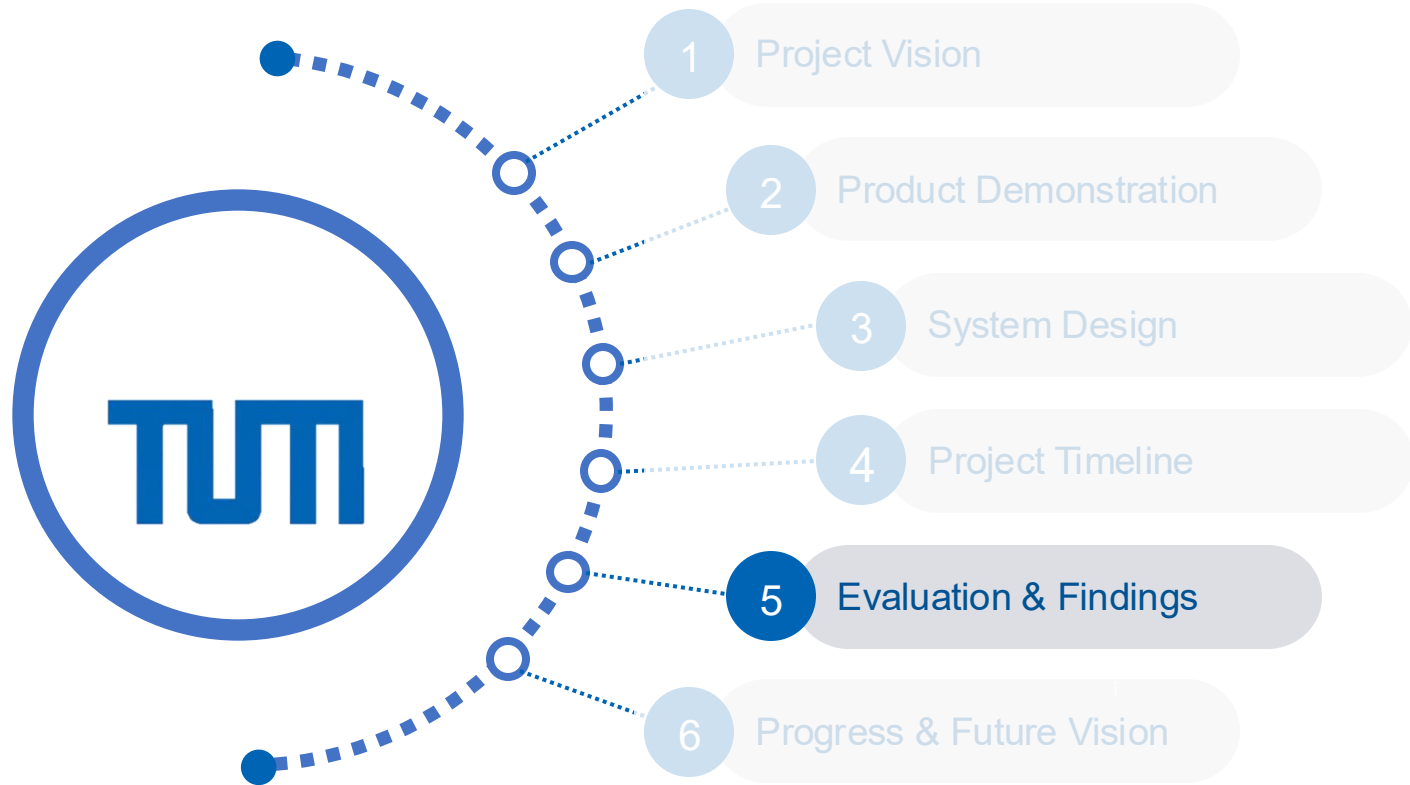 TUM
1 Project Vision
2 Product Demonstration
3 System Design
4 Project Timeline
5 Evaluation & Findings
6 Progress & Future Vision